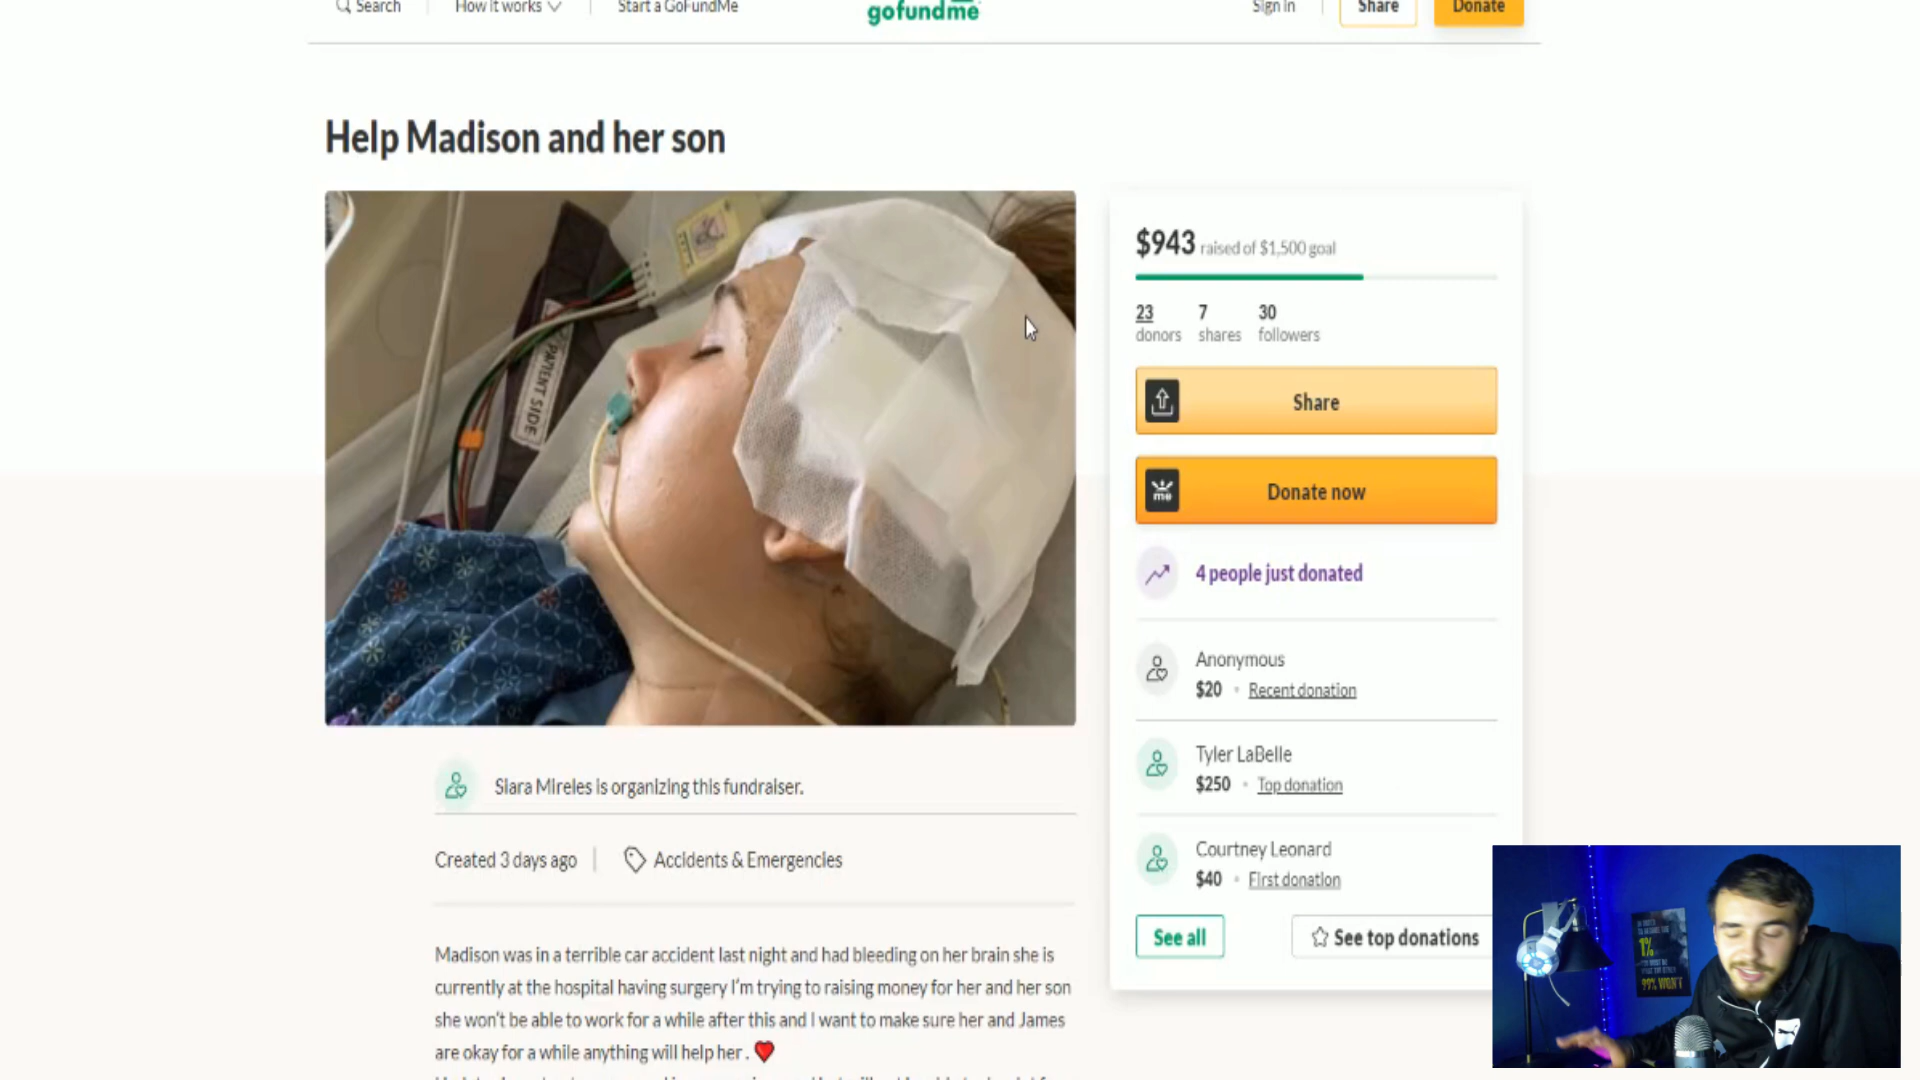 Search
How it works
Start a GoFundMe
gofundme
Sign in
Share
Donate
Help Madison and her son
PATIENT SIDE
$943 raised of $1,500 goal
23 donors
7 shares
30 followers
Share
me
Donate now
4 people just donated
Anonymous
$20 • Recent donation
Tyler LaBelle
$250 • Top donation
Courtney Leonard
$40 • First donation
See all
See top donations
Siara Mireles is organizing this fundraiser.
Created 3 days ago
Accidents & Emergencies
Madison was in a terrible car accident last night and had bleeding on her brain she is
currently at the hospital having surgery I'm trying to raising money for her and her son
she won't be able to work for a while after this and I want to make sure her and James
are okay for a while anything will help her . ❤
1%
99% WON'T